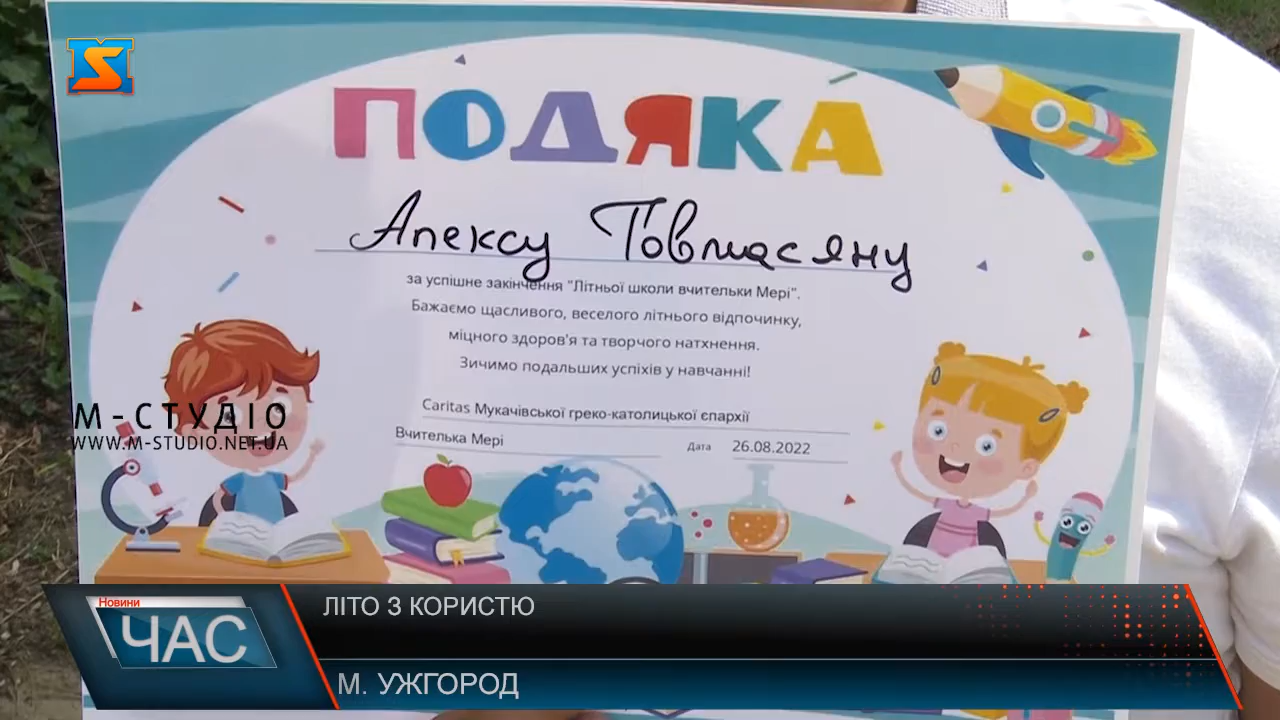 ПОДЯКА
Алексу Товмасяну
за успішне закінчення "Літньої школи вчительки Мері".
Бажаємо щасливого, веселого літнього відпочинку,
міцного здоров'я та творчого натхнення.
Зичимо подальших успіхів у навчанні!
Caritas Мукачівської греко-католицької єпархії
Вчителька Мері Дата 26.08.2022
М-СТУДІО
WWW.M-STUDIO.NET.UA
Новини
ЧАС
ЛІТО З КОРИСТЮ
М. УЖГОРОД